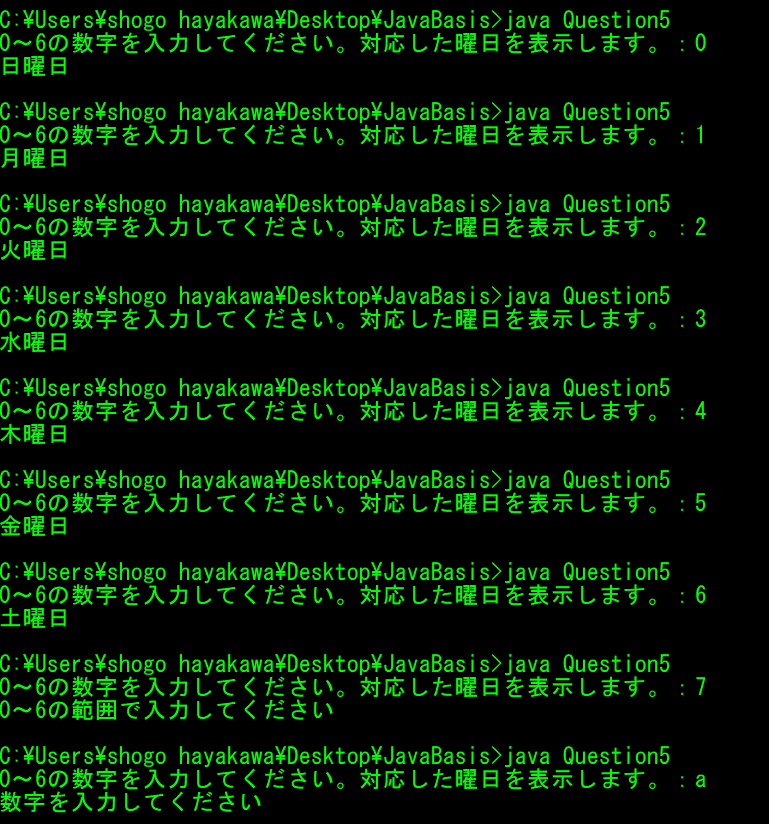 C:¥Users¥shogo hayakawa¥Desktop¥JavaBasis>java Question5
0～6の数字を入力してください。対応した曜日を表示します。：0
日曜日
C:¥Users¥shogo hayakawa¥Desktop¥JavaBasis>java Question5
0～6の数字を入力してください。対応した曜日を表示します。：1
月曜日
C:¥Users¥shogo hayakawa¥Desktop¥JavaBasis>java Question5
0～6の数字を入力してください。対応した曜日を表示します。：2
火曜日
C:¥Users¥shogo hayakawa¥Desktop¥JavaBasis>java Question5
0～6の数字を入力してください。対応した曜日を表示します。：3
水曜日
C:¥Users¥shogo hayakawa¥Desktop¥JavaBasis>java Question5
0～6の数字を入力してください。対応した曜日を表示します。：4
木曜日
C:¥Users¥shogo hayakawa¥Desktop¥JavaBasis>java Question5
0～6の数字を入力してください。対応した曜日を表示します。：5
金曜日
C:¥Users¥shogo hayakawa¥Desktop¥JavaBasis>java Question5
0～6の数字を入力してください。対応した曜日を表示します。：6
土曜日
C:¥Users¥shogo hayakawa¥Desktop¥JavaBasis>java Question5
0～6の数字を入力してください。対応した曜日を表示します。：7
0～6の範囲で入力してください
C:¥Users¥shogo hayakawa¥Desktop¥JavaBasis>java Question5
0～6の数字を入力してください。対応した曜日を表示します。：a
数字を入力してください